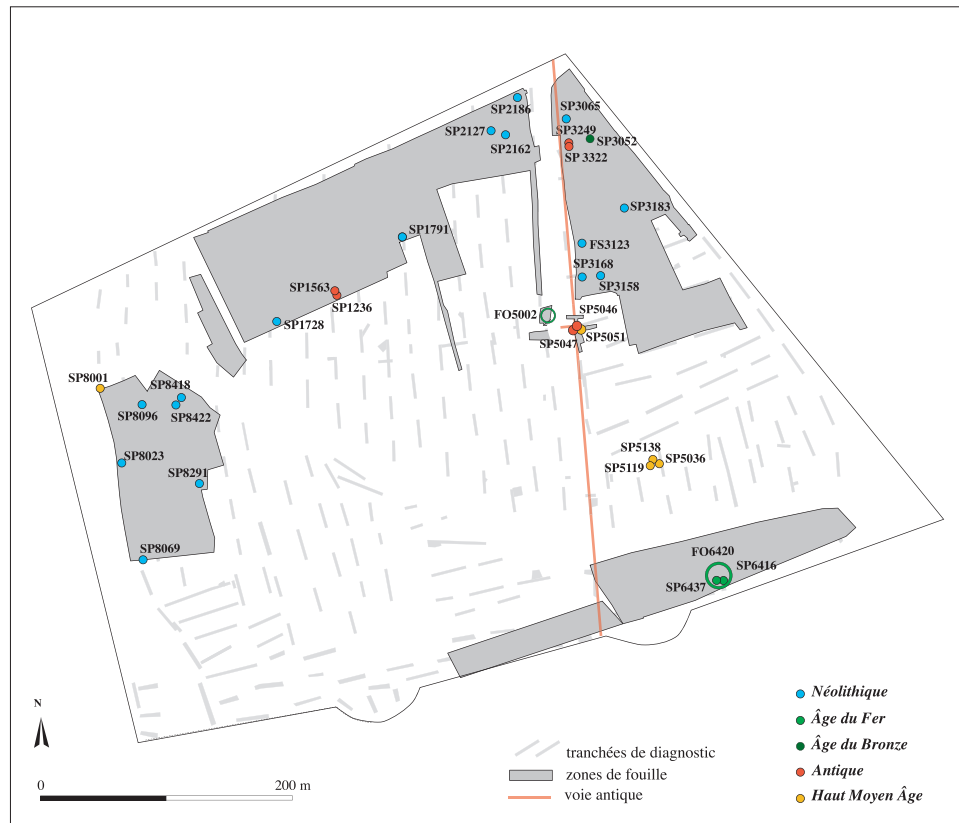 SP2186
SP3065
SP2127
SP3249
SP3052
SP2162
SP 3322
SP3183
SP1791
FS3123
SP3168
SP1563
SP3158
SP1236
SP5046
FO5002
SP1728
SP5047
SP5051
SP8001
SP8418
SP8096
SP8422
SP5138
SP5036
SP8023
SP5119
SP8291
SP8069
FO6420
SP6416
SP6437
N
Néolithique
Âge du Fer
Âge du Bronze
Antique
Haut Moyen Âge
tranchées de diagnostic
zones de fouille
voie antique
0
200 m